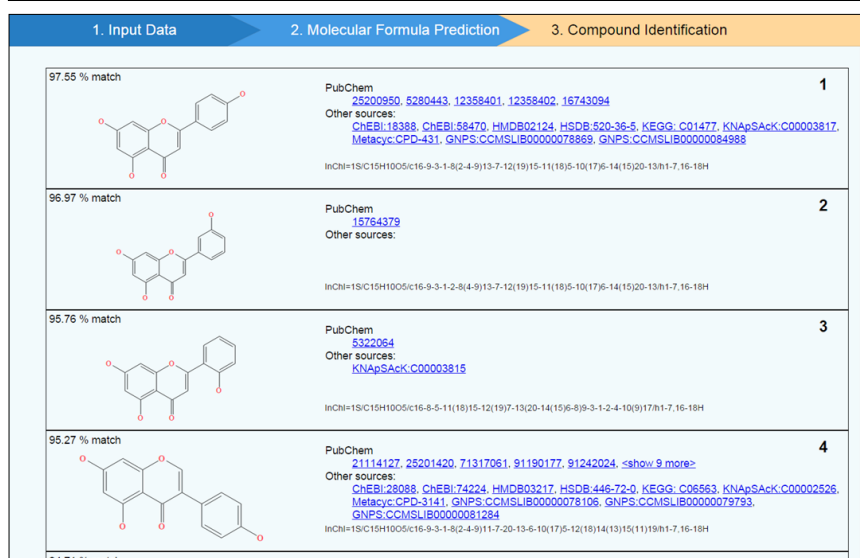 1. Input Data
2. Molecular Formula Prediction
3. Compound Identification
97.55 % match
1
PubChem
25200950, 5280443, 12358401, 12358402, 16743094
Other sources:
ChEBI:18388, ChEBI:58470, HMDB02124, HSDB:520-36-5, KEGG: C01477, KNApSAcK:C00003817,
Metacyc:CPD-431, GNPS:CCMSLIB00000078869, GNPS:CCMSLIB00000084988
InChI=1S/C15H10O5/c16-9-3-1-8(2-4-9)13-7-12(19)15-11(18)5-10(17)6-14(15)20-13/h1-7,16-18H
O
O
O
O
O
96.97 % match
2
PubChem
15764379
Other sources:
InChI=1S/C15H10O5/c16-9-3-1-2-8(4-9)13-7-12(19)15-11(18)5-10(17)6-14(15)20-13/h1-7,16-18H
O
O
O
O
O
95.76 % match
3
PubChem
5322064
Other sources:
KNApSAcK:C00003815
InChI=1S/C15H10O5/c16-8-5-11(18)15-12(19)7-13(20-14(15)6-8)9-3-1-2-4-10(9)17/h1-7,16-18H
O
O
O
O
O
95.27 % match
4
PubChem
21114127, 25201420, 71317061, 91190177, 91242024, <show 9 more>
Other sources:
ChEBI:28088, ChEBI:74224, HMDB03217, HSDB:446-72-0, KEGG: C06563, KNApSAcK:C00002526,
Metacyc:CPD-3141, GNPS:CCMSLIB00000078106, GNPS:CCMSLIB00000079793,
GNPS:CCMSLIB00000081284
InChI=1S/C15H10O5/c16-9-3-1-8(2-4-9)11-7-20-13-6-10(17)5-12(18)14(13)15(11)19/h1-7,16-18H
O
O
O
O
O